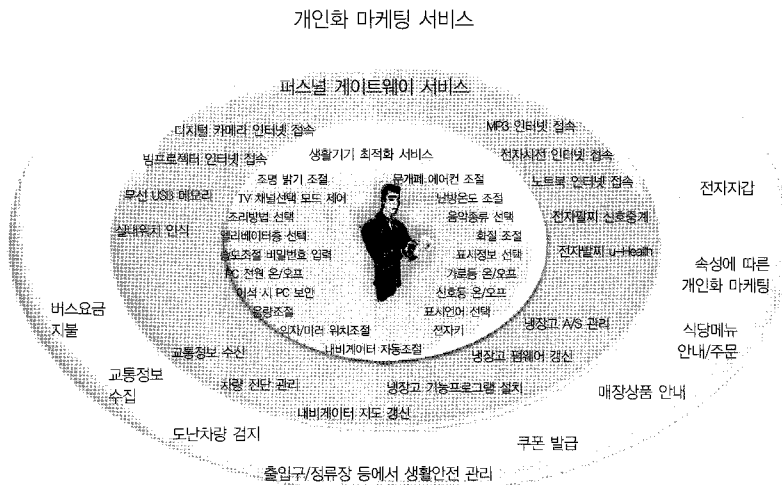 개인화 마케팅 서비스
퍼스널 게이트웨이 서비스
디지털 카메라 인터넷 접속
MP3 인터넷 접속
빔프로젝터 인터넷 접속
생활기기 최적화 서비스
전자사전 인터넷 접속
무선 USB 메모리
조명 밝기 조절
문개폐 에어컨 조절
노트북 인터넷 접속
전자지갑
TV 채널선택 모드 제어
난방온도 조절
실내위치 인식
조리방법 선택
음악종류 선택
전자팔찌 신호중계
엘리베이터층 선택
화질 조절
습도조절 비밀번호 입력
표시정보 선택
전자팔찌 u-Health
속성에 따른
개인화 마케팅
PC 전원 온/오프
가로등 온/오프
이석 시 PC 보안
신호등 온/오프
버스요금
지불
음량조절
표시언어 선택
냉장고 A/S 관리
식당메뉴
안내/주문
의자/미러 위치조절
전자키
교통정보 수신
내비게이터 자동조절
냉장고 펌웨어 갱신
교통정보
수집
차량 진단 관리
냉장고 기능프로그램 설치
매장상품 안내
내비게이터 지도 갱신
도난차량 검지
쿠폰 발급
출입구/정류장 등에서 생활안전 관리